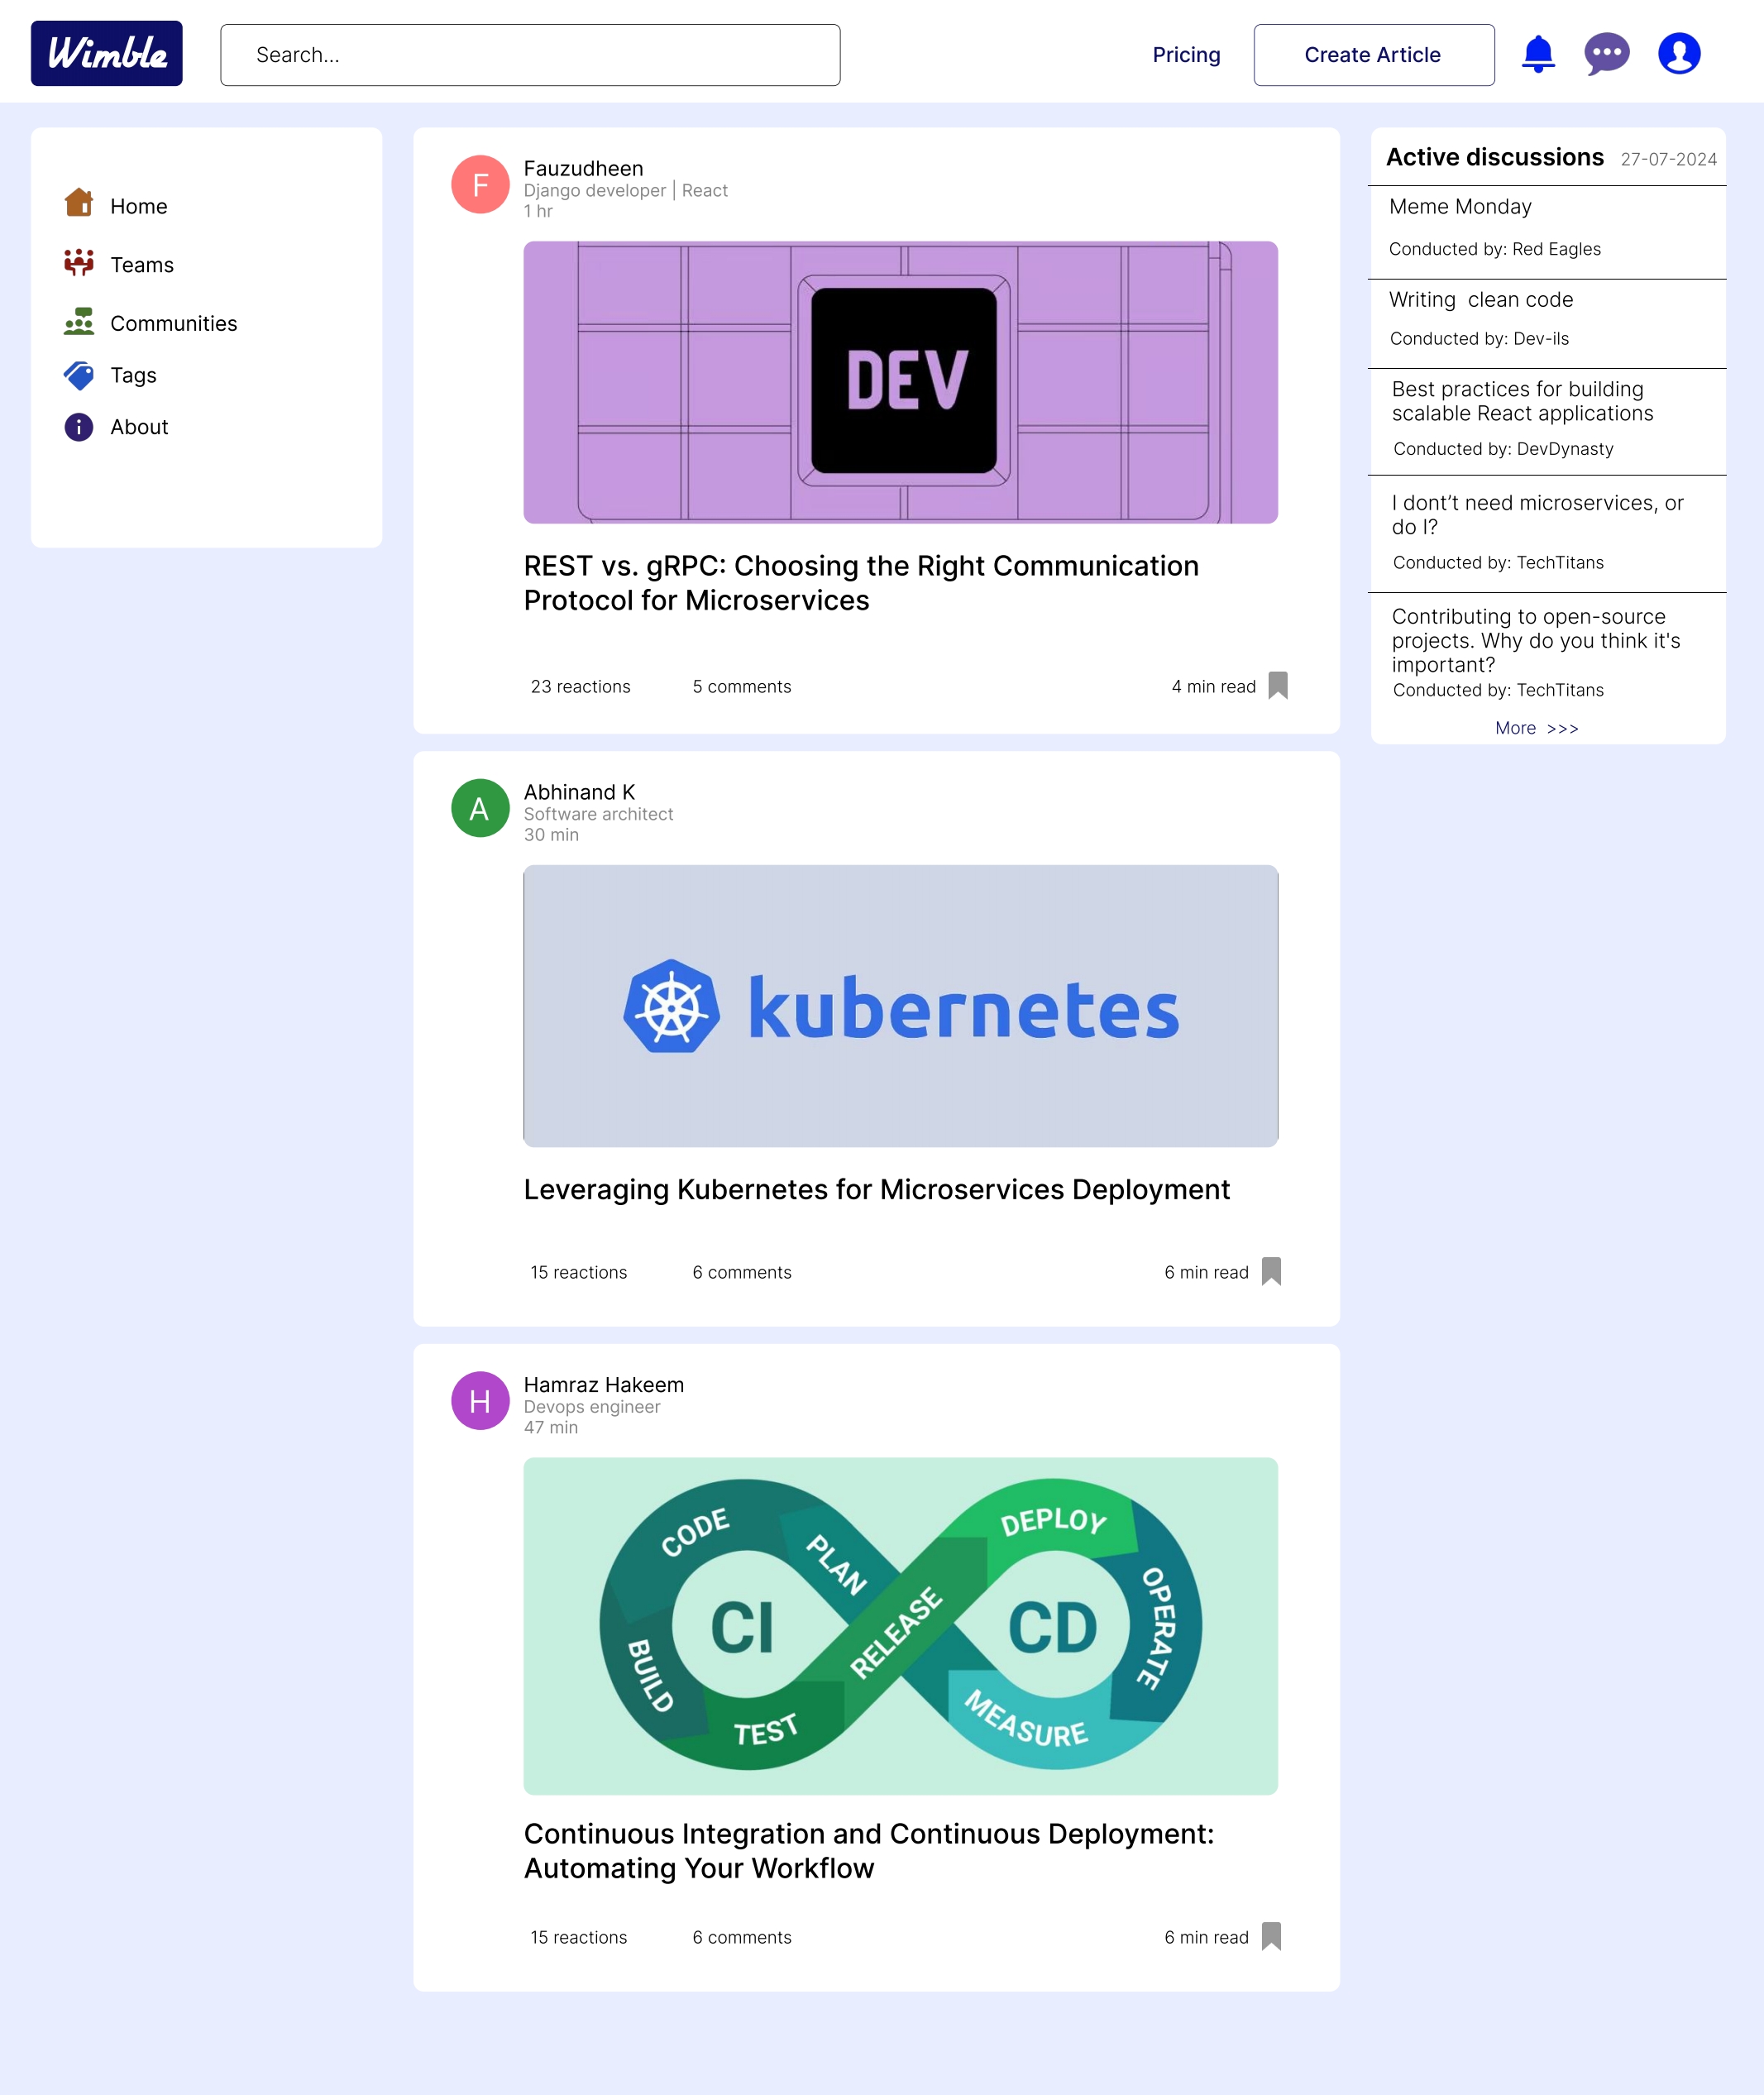 Wimble
Search...
Pricing
Create Article
Home
Teams
Communities
Tags
About
F
Fauzudheen
Django developer | React
1 hr
DEV
REST vs. gRPC: Choosing the Right Communication
Protocol for Microservices
23 reactions
5 comments
4 min read
A
Abhinand K
Software architect
30 min
kubernetes
Leveraging Kubernetes for Microservices Deployment
15 reactions
6 comments
6 min read
H
Hamraz Hakeem
Devops engineer
47 min
CODE
PLAN
BUILD
TEST
RELEASE
DEPLOY
OPERATE
MEASURE
CI
CD
Continuous Integration and Continuous Deployment:
Automating Your Workflow
15 reactions
6 comments
6 min read
Active discussions
27-07-2024
Meme Monday
Conducted by: Red Eagles
Writing  clean code
Conducted by: Dev-ils
Best practices for building
scalable React applications
Conducted by: DevDynasty
I dont’t need microservices, or
do I?
Conducted by: TechTitans
Contributing to open-source
projects. Why do you think it's
important?
Conducted by: TechTitans
More  >>>